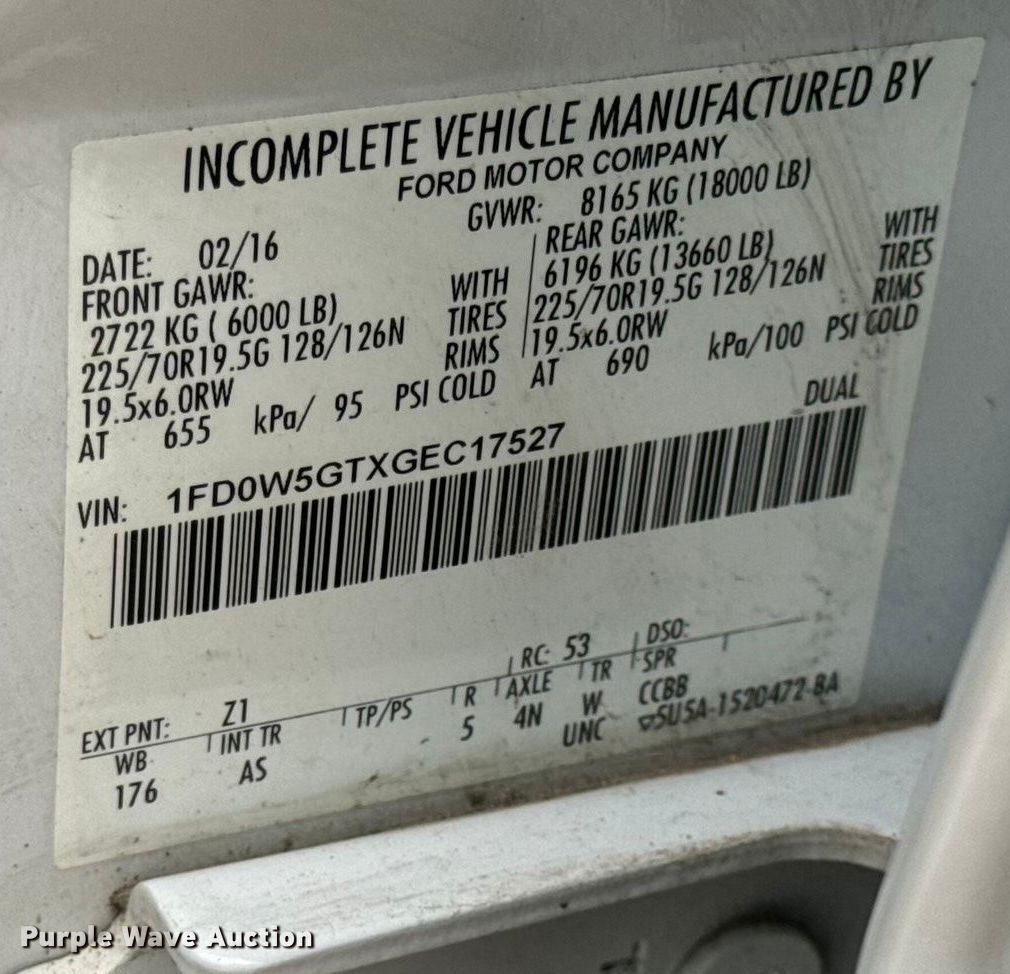 INCOMPLETE VEHICLE MANUFACTURED BY
FORD MOTOR COMPANY
DATE: 02/16 GVWR: 8165 KG (18000 LB)
FRONT GAWR: REAR GAWR:
2722 KG ( 6000 LB) WITH 6196 KG (13660 LB) WITH
225/70R19.5G 128/126N TIRES 225/70R19.5G 128/126N TIRES
19.5x6.0RW RIMS 19.5x6.0RW RIMS
AT 655 kPa/ 95 PSI COLD AT 690 kPa/100 PSI COLD
DUAL
VIN: 1FD0W5GTXGEC17527
EXT PNT: Z1 RC: 53 DSO:
WB INT TR TP/PS R AXLE TR SPR
176 AS 5 4N W CCBB
UNC 5U5A-1520472-BA
Purple Wave Auction